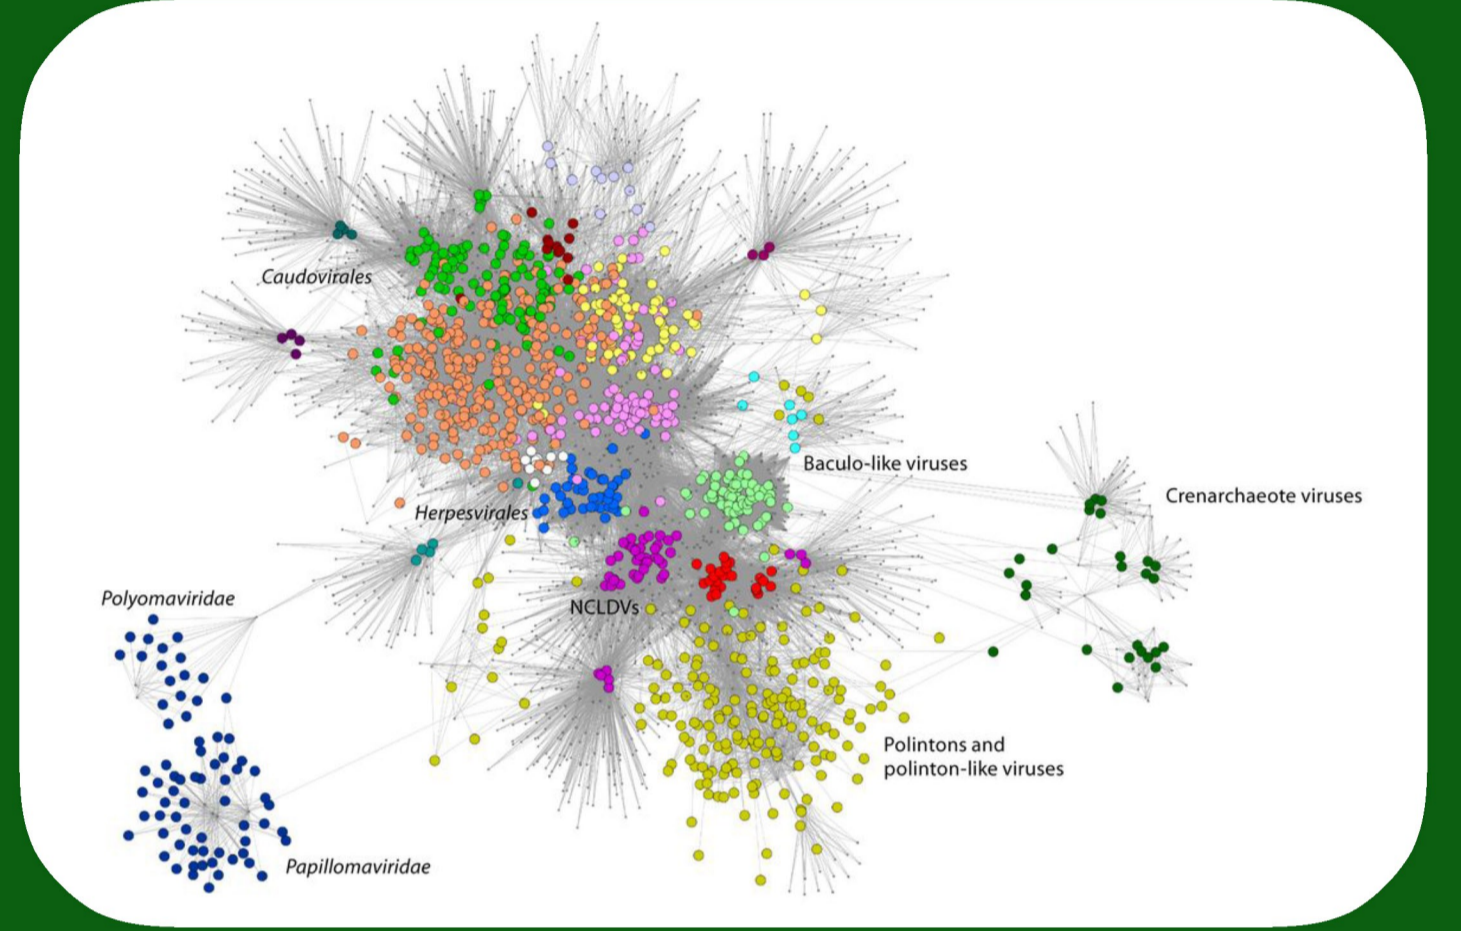 Caudovirales
Baculo-like viruses
Crenarchaeote viruses
Herpesvirales
Polyomaviridae
NCLDVs
Polintons and
polinton-like viruses
Papillomaviridae